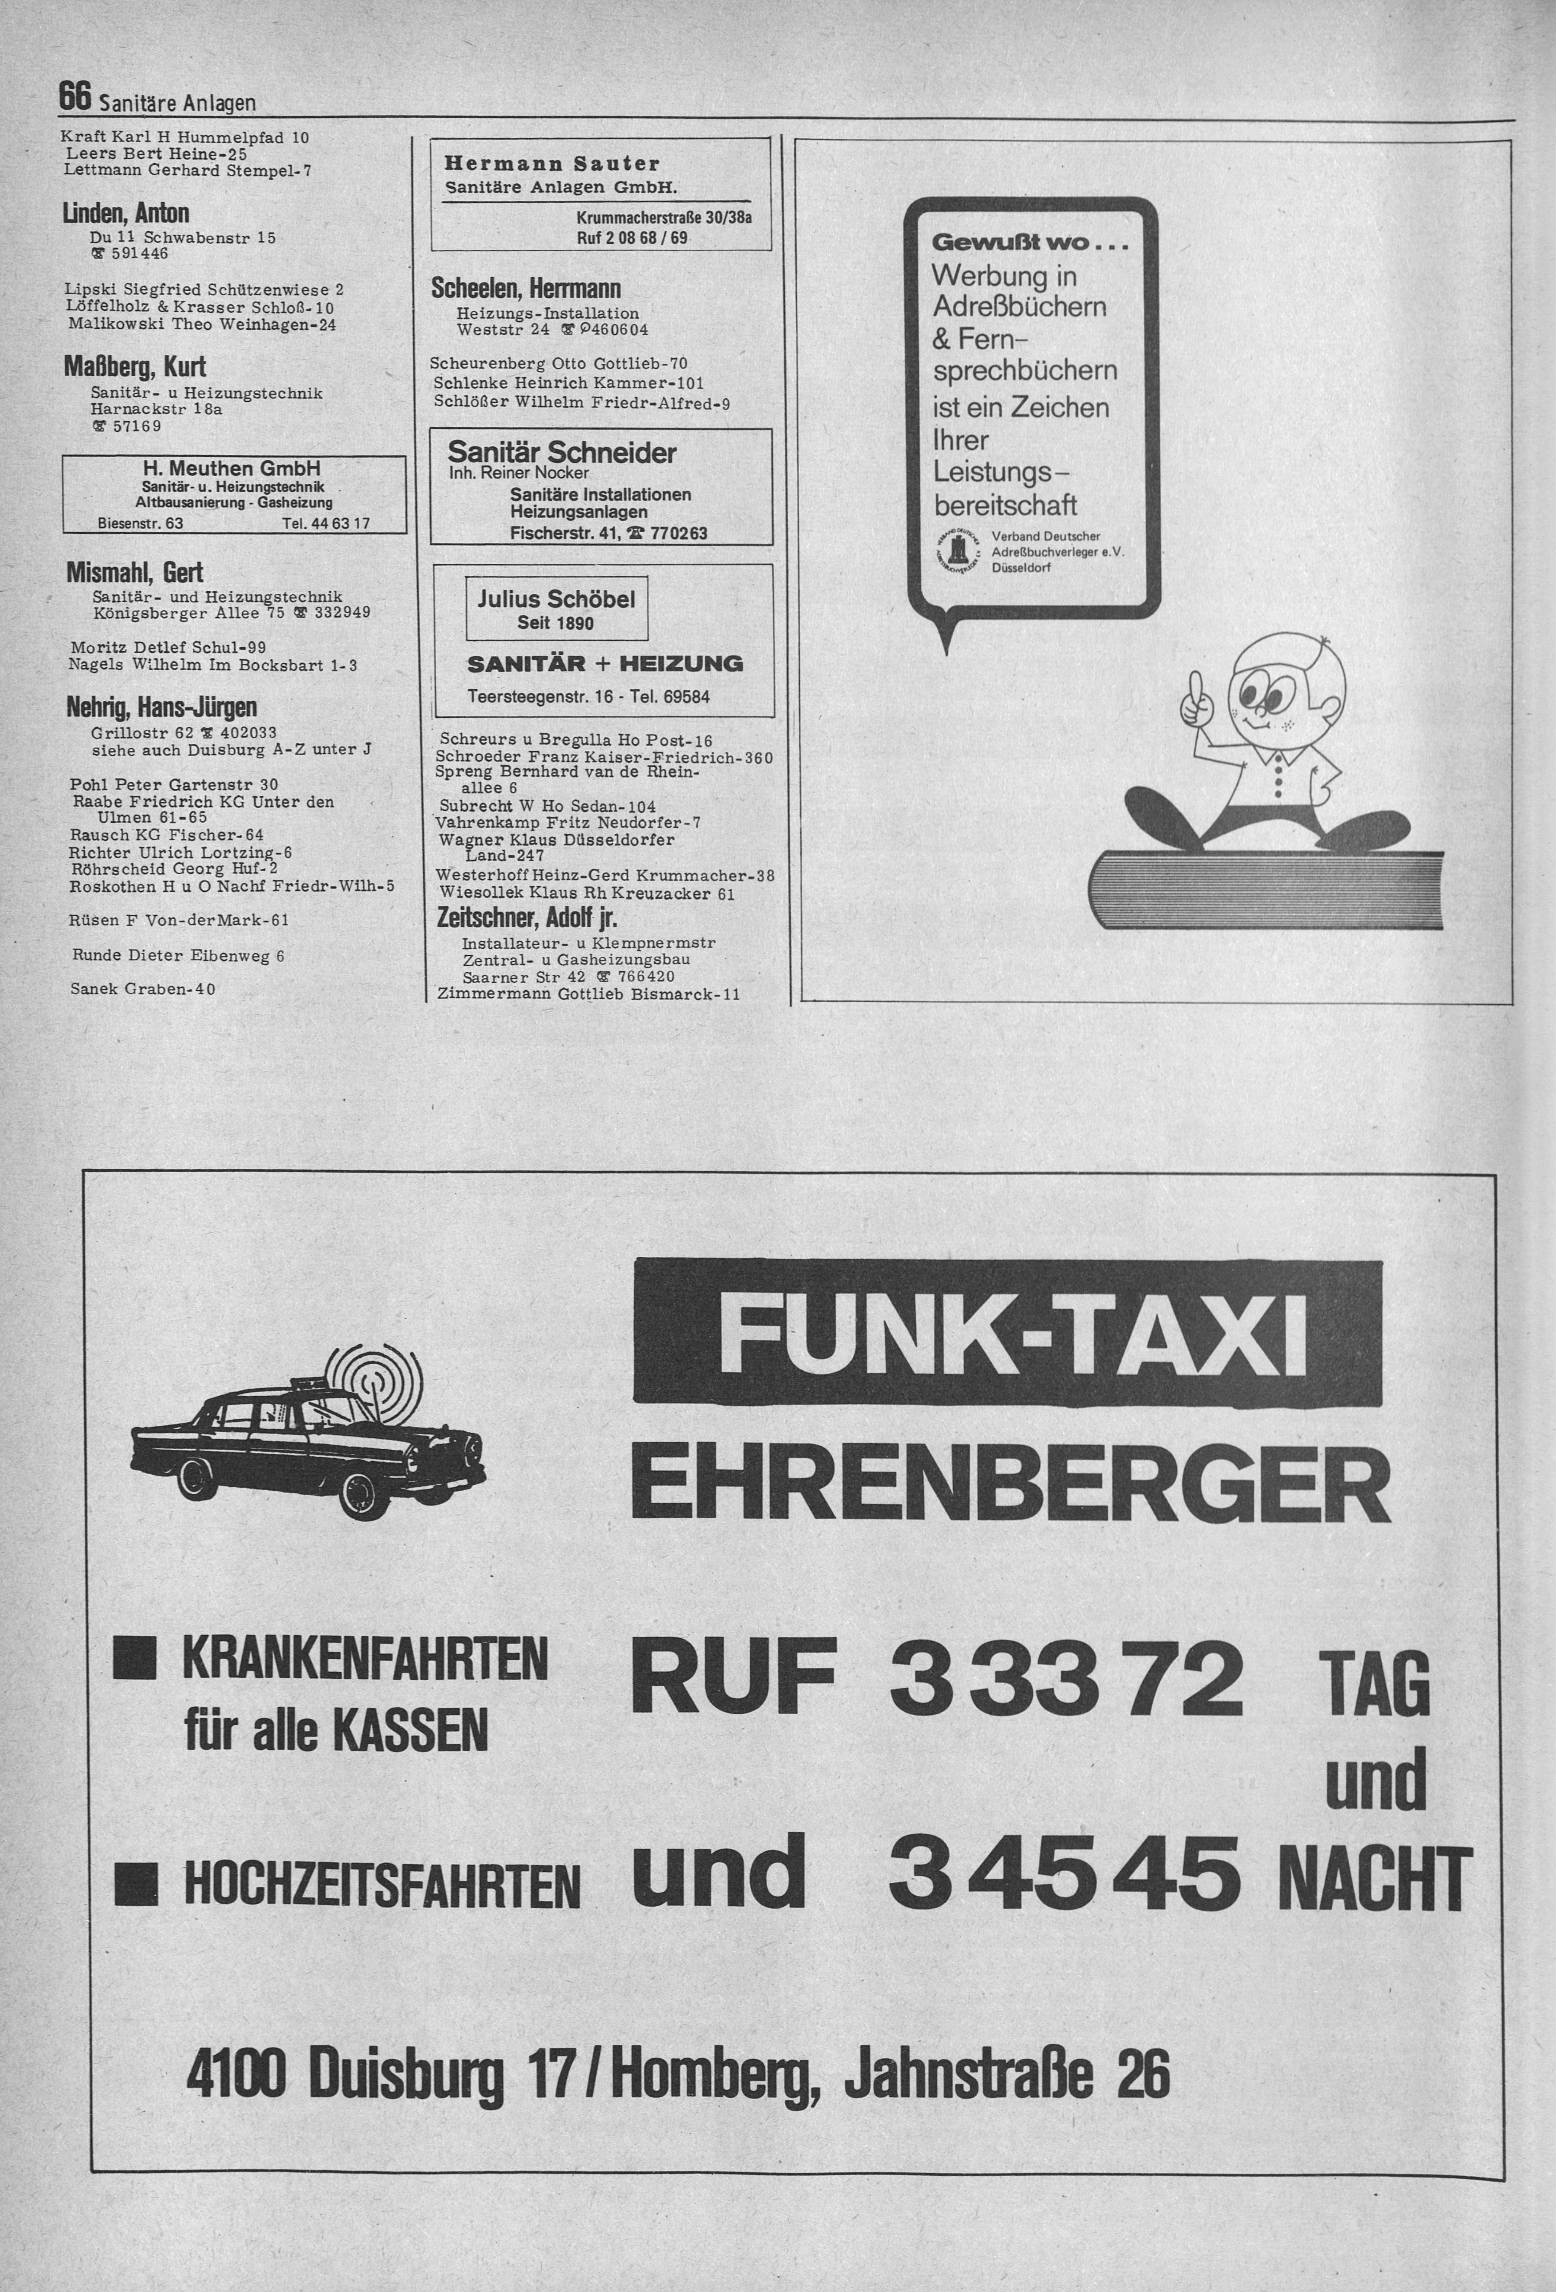 66 Sanitäre Anlagen
Kraft Karl H Hummelpfad 10
Leers Bert Heine-25
Lettmann Gerhard Stempel-7
Linden, Anton
Du 11 Schwabenstr 15
☎ 591446
Lipski Siegfried Schützenwiese 2
Löffelholz & Krasser Schloß-10
Malikowski Theo Weinhagen-24
Maßberg, Kurt
Sanitär- u Heizungstechnik
Harnackstr 18a
☎ 57169
H. Meuthen GmbH
Sanitär- u. Heizungstechnik
Altbausanierung - Gasheizung
Biesenstr. 63 Tel. 44 63 17
Mismahl, Gert
Sanitär- und Heizungstechnik
Königsberger Allee 75 ☎ 332949
Moritz Detlef Schul-99
Nagels Wilhelm Im Bocksbart 1-3
Nehrig, Hans-Jürgen
Grillostr 62 ☎ 402033
siehe auch Duisburg A-Z unter J
Pohl Peter Gartenstr 30
Raabe Friedrich KG Unter den
Ulmen 61-65
Rausch KG Fischer-64
Richter Ulrich Lortzing-6
Röhrscheid Georg Huf-2
Roskothen H u O Nachf Friedr-Wilh-5
Rüsen F Von-derMark-61
Runde Dieter Eibenweg 6
Sanek Graben-40
Hermann Sauter
Sanitäre Anlagen GmbH.
Krummacherstraße 30/38a
Ruf 2 08 68 / 69
Scheelen, Herrmann
Heizungs-Installation
Weststr 24 ☎ 460604
Scheurenberg Otto Gottlieb-70
Schlenke Heinrich Kammer-101
Schlößer Wilhelm Friedr-Alfred-9
Sanitär Schneider
Inh. Reiner Nocker
Sanitäre Installationen
Heizungsanlagen
Fischerstr. 41, ☎ 770263
Julius Schöbel
Seit 1890
SANITÄR + HEIZUNG
Teersteegenstr. 16 - Tel. 69584
Schreurs u Bregulla Ho Post-16
Schroeder Franz Kaiser-Friedrich-360
Spreng Bernhard van de Rhein-
allee 6
Subrecht W Ho Sedan-104
Vahrenkamp Fritz Neudorfer-7
Wagner Klaus Düsseldorfer
Land-247
Westerhoff Heinz-Gerd Krummacher-38
Wiesollek Klaus Rh Kreuzacker 61
Zeitschner, Adolf jr.
Installateur- u Klempnermstr
Zentral- u Gasheizungsbau
Saarner Str 42 ☎ 766420
Zimmermann Gottlieb Bismarck-11
Gewußt wo...
Werbung in
Adreßbüchern
& Fern-
sprechbüchern
ist ein Zeichen
Ihrer
Leistungs-
bereitschaft
Verband Deutscher
Adreßbuchverleger e.V.
Düsseldorf
FUNK-TAXI
EHRENBERGER
KRANKENFAHRTEN
für alle KASSEN
RUF 3 33 72 TAG
und
HOCHZEITSFAHRTEN
und 3 45 45 NACHT
4100 Duisburg 17 / Homberg, Jahnstraße 26